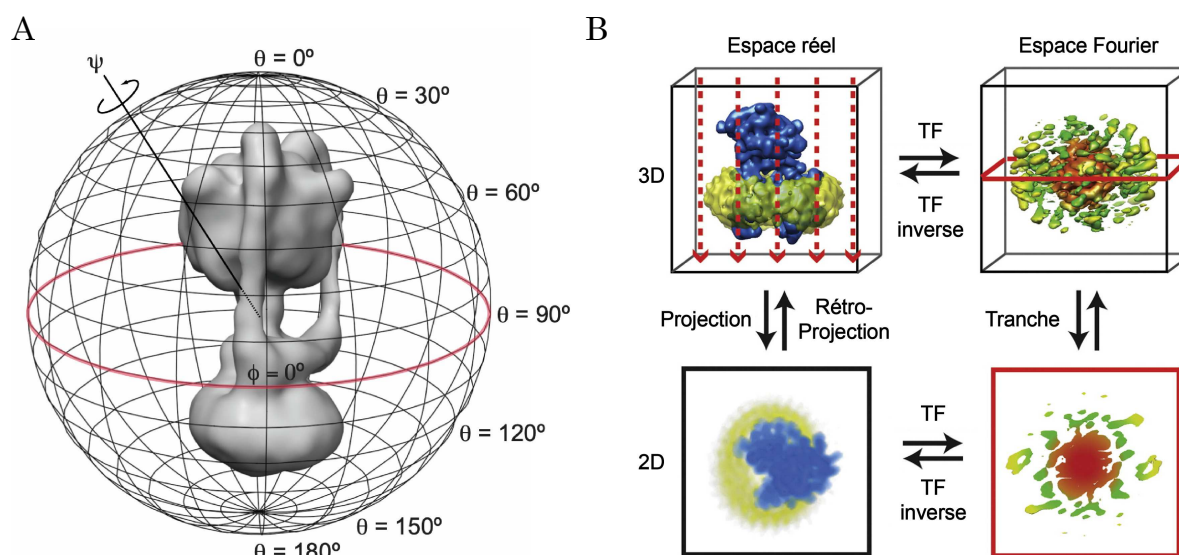 A
ψ
θ = 0º
θ = 30º
θ = 60º
θ = 90º
ϕ = 0º
θ = 120º
θ = 150º
θ = 180º
B
Espace réel
Espace Fourier
3D
TF
TF
inverse
Projection
Rétro-
Projection
Tranche
2D
TF
TF
inverse